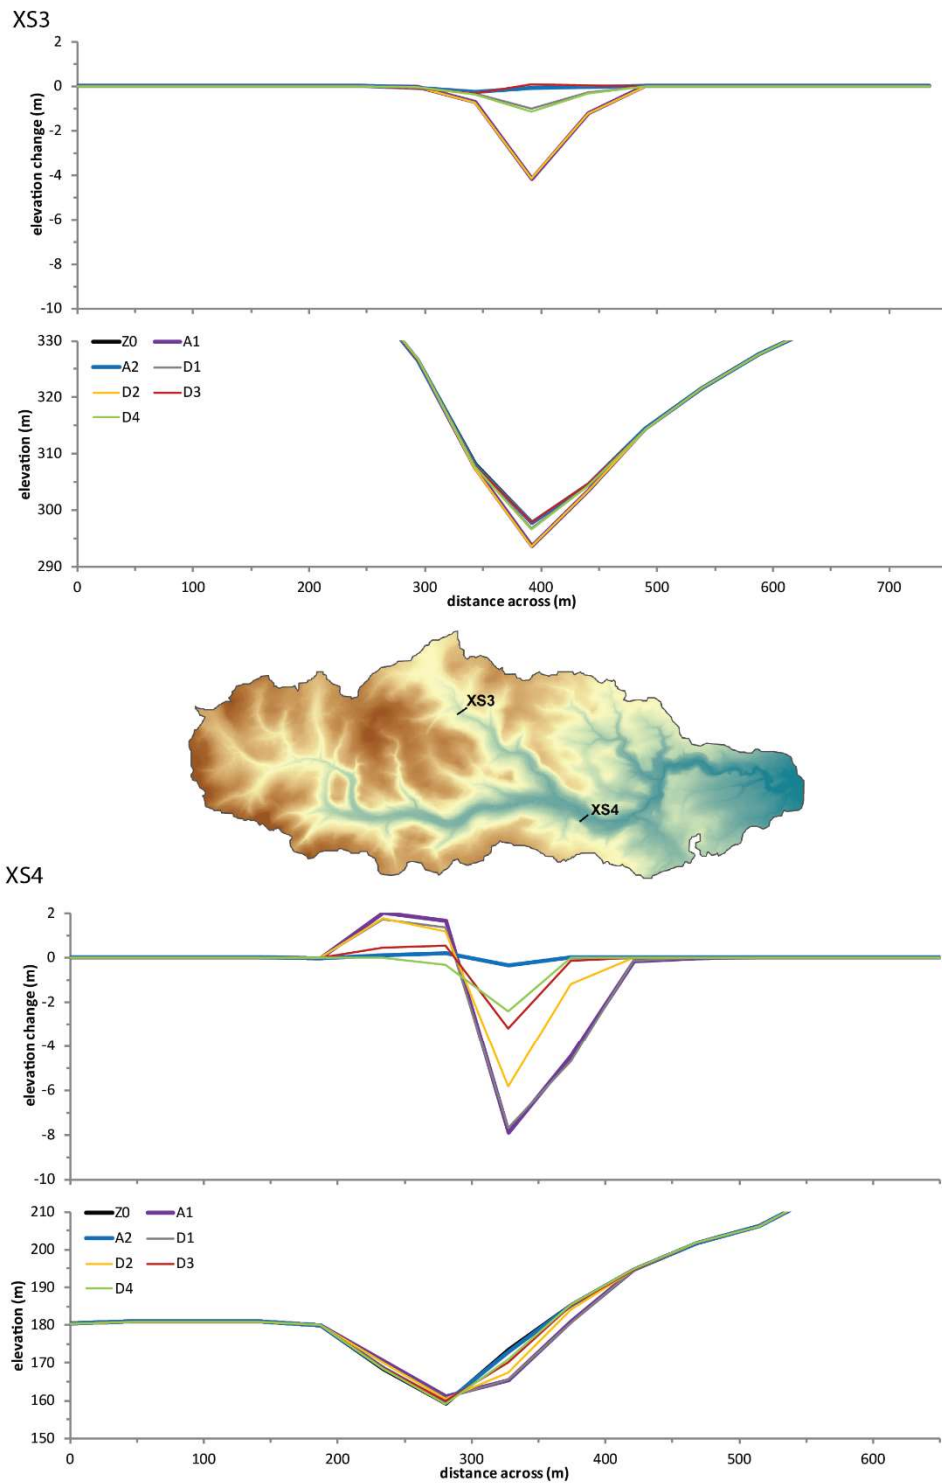 XS3
2
0
-2
-4
-6
-8
-10
elevation change (m)
Z0 A1
A2 D1
D2 D3
D4
330
320
310
300
290
elevation (m)
0 100 200 300 400 500 600 700
distance across (m)
XS3
XS4
XS4
2
0
-2
-4
-6
-8
-10
elevation change (m)
Z0 A1
A2 D1
D2 D3
D4
210
200
190
180
170
160
150
elevation (m)
0 100 200 300 400 500 600
distance across (m)